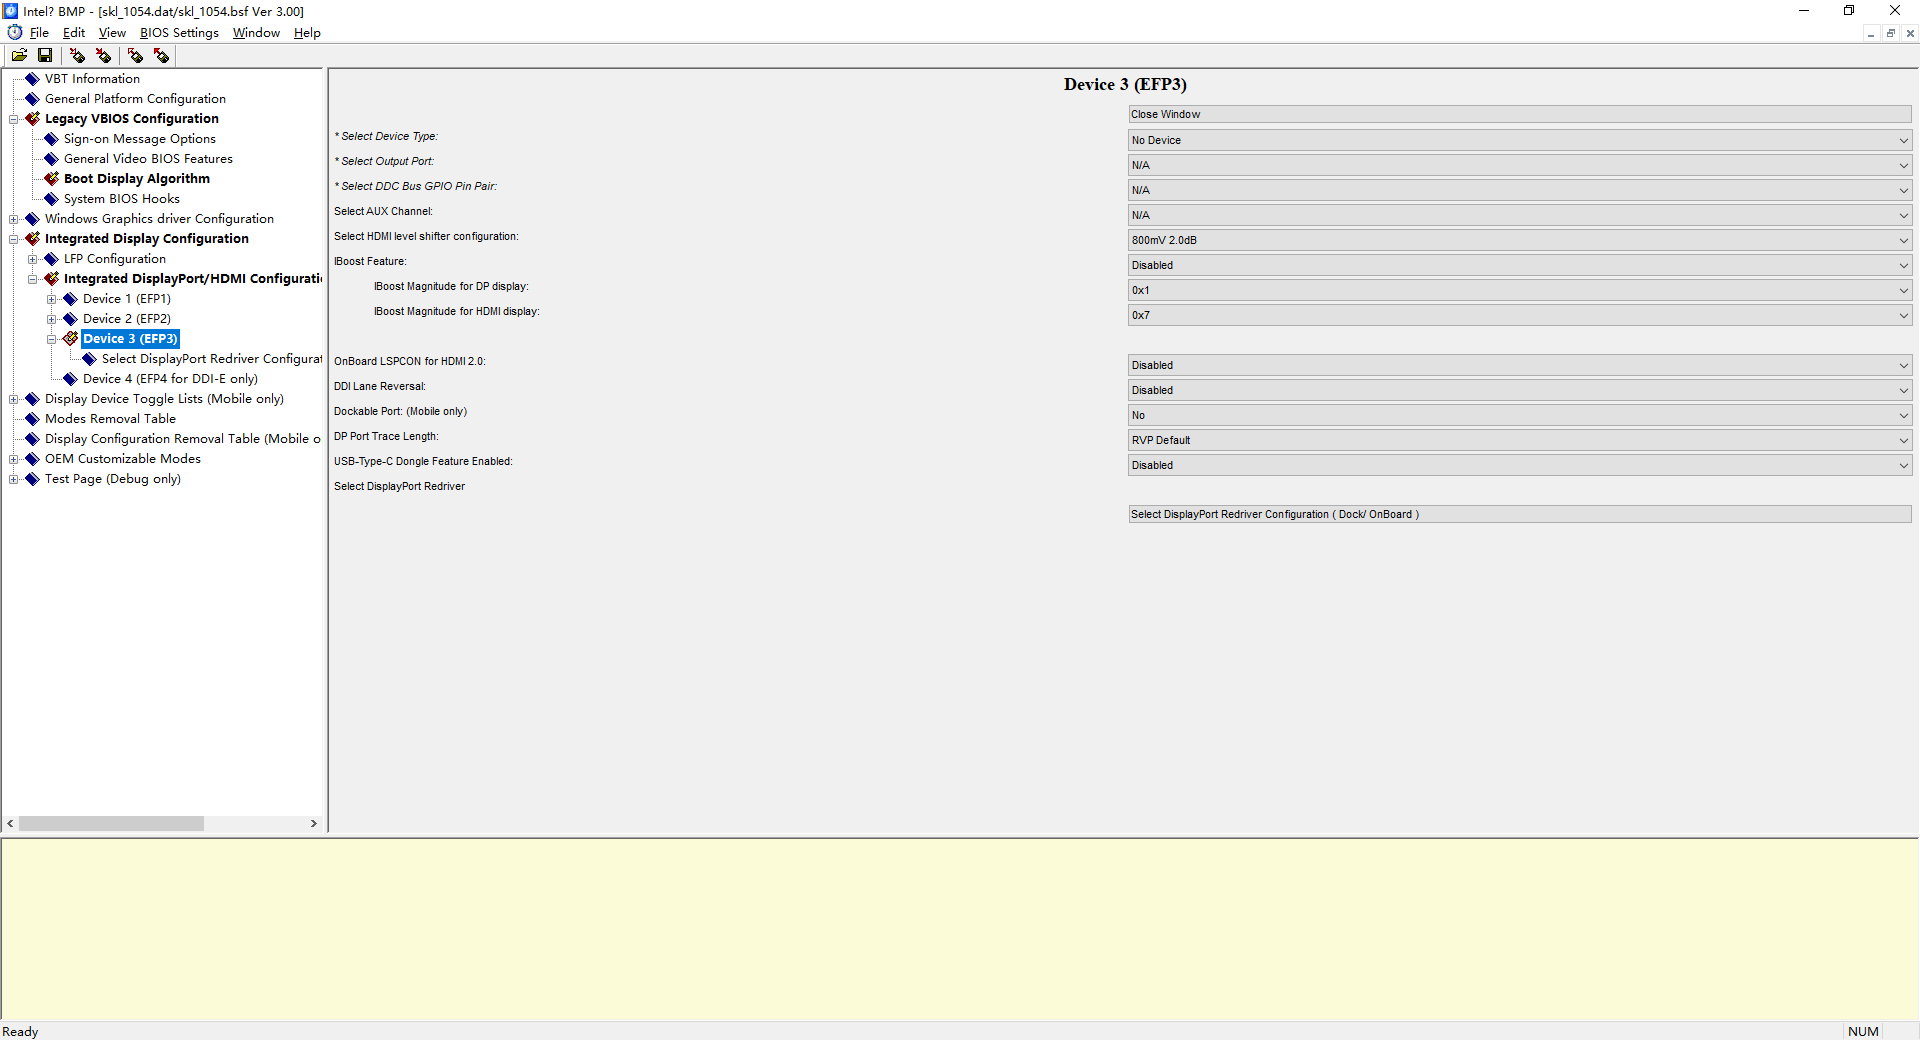 Intel? BMP - [skl_1054.dat/skl_1054.bsf Ver 3.00]
File Edit View BIOS Settings Window Help
VBT Information
General Platform Configuration
Legacy VBIOS Configuration
Sign-on Message Options
General Video BIOS Features
Boot Display Algorithm
System BIOS Hooks
Windows Graphics driver Configuration
Integrated Display Configuration
LFP Configuration
Integrated DisplayPort/HDMI Configurati
Device 1 (EFP1)
Device 2 (EFP2)
Device 3 (EFP3)
Select DisplayPort Redriver Configurat
Device 4 (EFP4 for DDI-E only)
Display Device Toggle Lists (Mobile only)
Modes Removal Table
Display Configuration Removal Table (Mobile o
OEM Customizable Modes
Test Page (Debug only)
Device 3 (EFP3)
Close Window
* Select Device Type: No Device
* Select Output Port: N/A
* Select DDC Bus GPIO Pin Pair: N/A
Select AUX Channel: N/A
Select HDMI level shifter configuration: 800mV 2.0dB
IBoost Feature: Disabled
IBoost Magnitude for DP display: 0x1
IBoost Magnitude for HDMI display: 0x7
OnBoard LSPCON for HDMI 2.0: Disabled
DDI Lane Reversal: Disabled
Dockable Port: (Mobile only) No
DP Port Trace Length: RVP Default
USB-Type-C Dongle Feature Enabled: Disabled
Select DisplayPort Redriver
Select DisplayPort Redriver Configuration ( Dock/ OnBoard )
Ready NUM